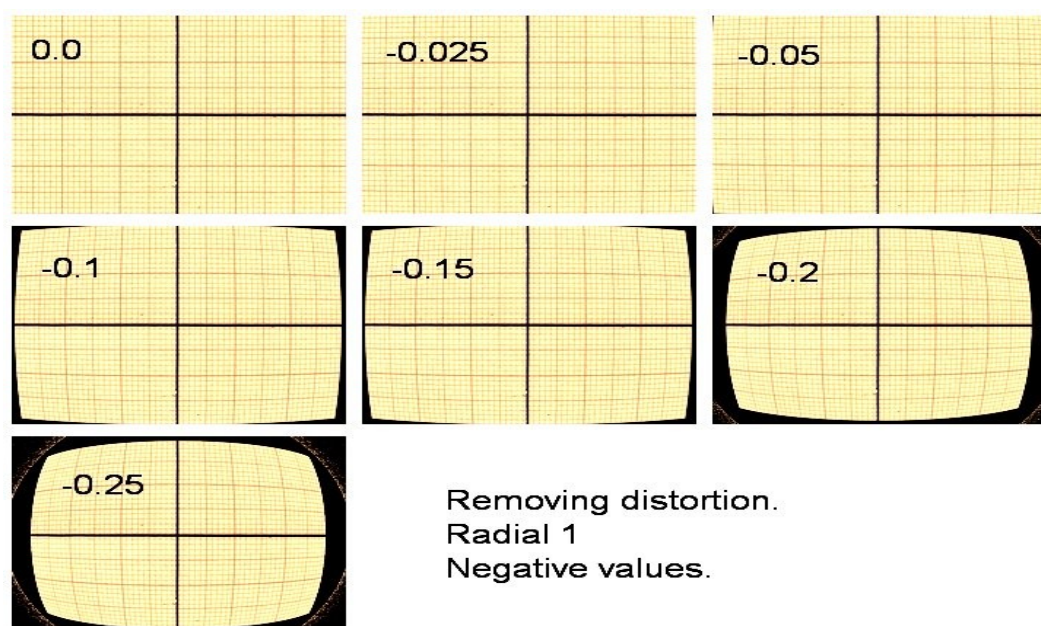 0.0
-0.025
-0.05
-0.1
-0.15
-0.2
-0.25
Removing distortion.
Radial 1
Negative values.